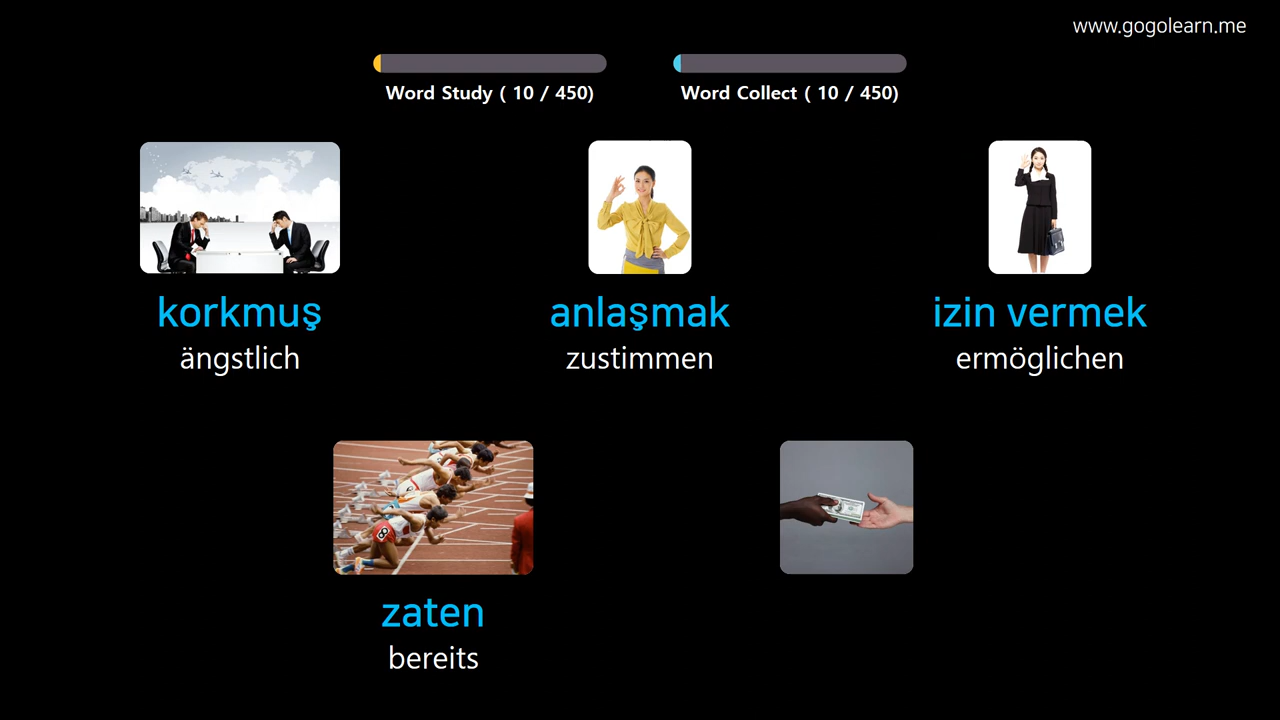 www.gogolearn.me
Word Study ( 10 / 450)
Word Collect ( 10 / 450)
korkmuş
ängstlich
anlaşmak
zustimmen
izin vermek
ermöglichen
zaten
bereits